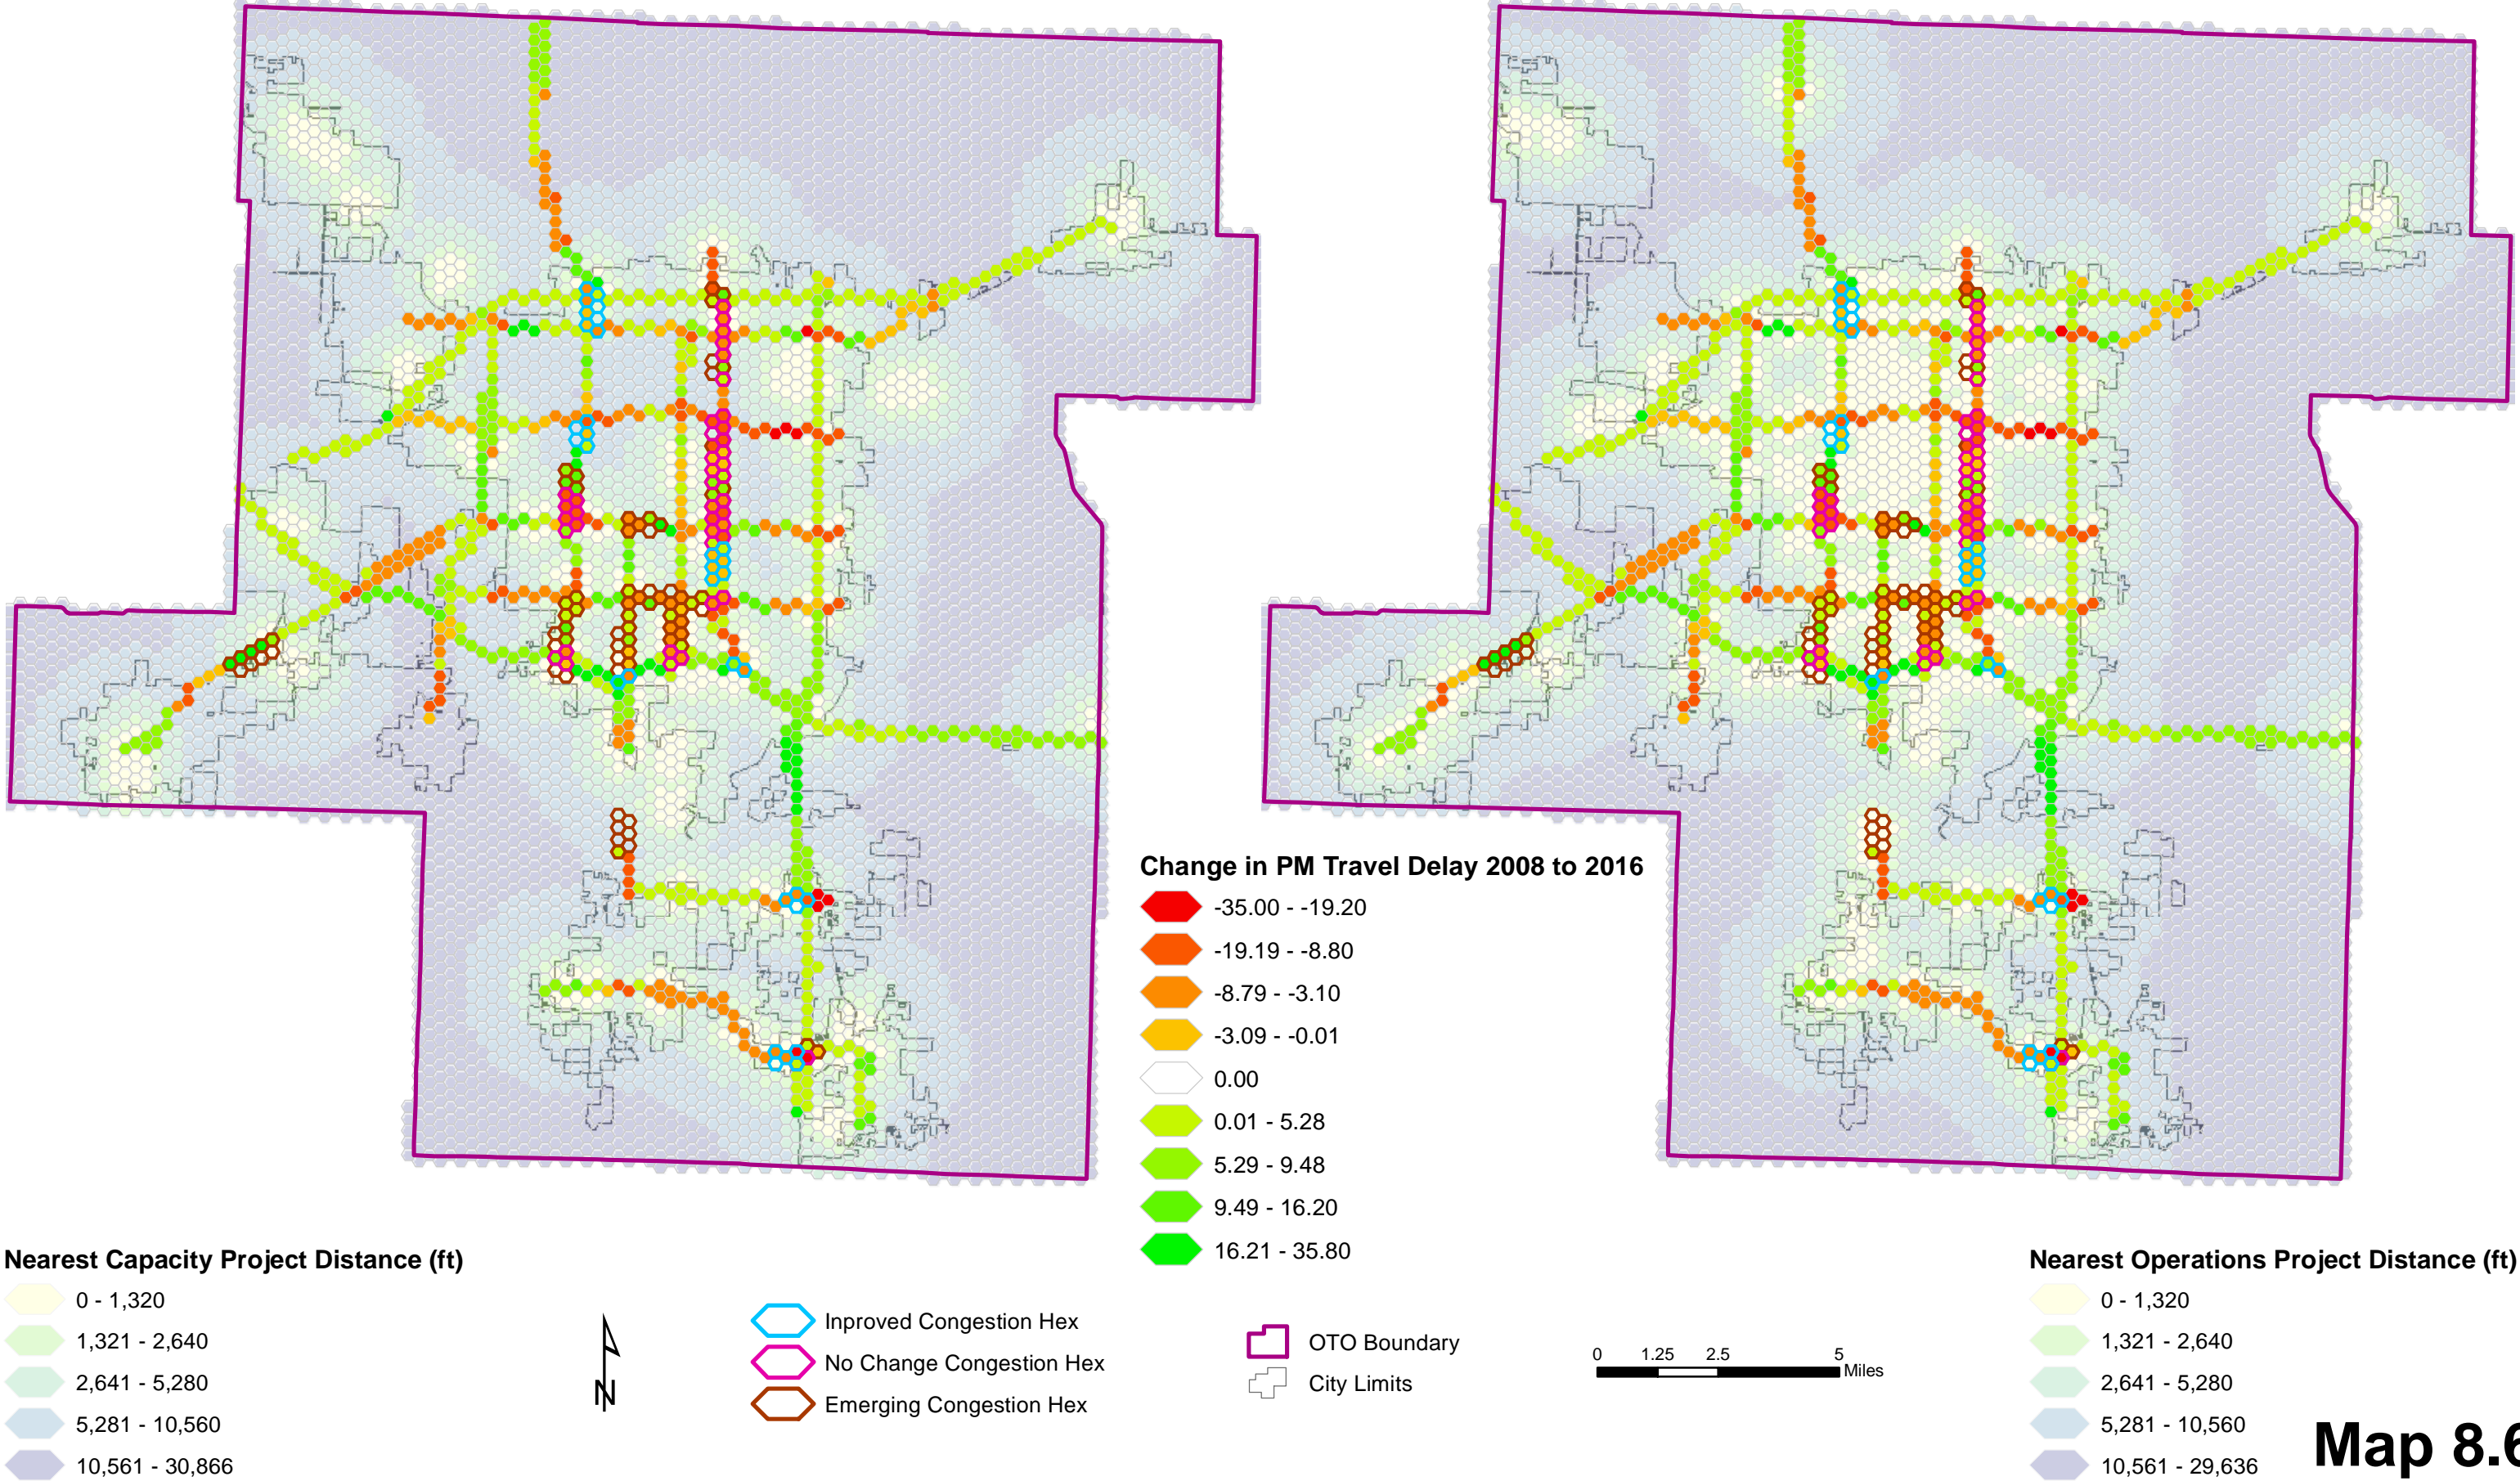 Change in PM Travel Delay 2008 to 2016
-35.00 - -19.20
-19.19 - -8.80
-8.79 - -3.10
-3.09 - -0.01
0.00
0.01 - 5.28
5.29 - 9.48
9.49 - 16.20
16.21 - 35.80
Nearest Capacity Project Distance (ft)
0 - 1,320
1,321 - 2,640
2,641 - 5,280
5,281 - 10,560
10,561 - 30,866
N
Inproved Congestion Hex
No Change Congestion Hex
Emerging Congestion Hex
OTO Boundary
City Limits
0 1.25 2.5 5
Miles
Nearest Operations Project Distance (ft)
0 - 1,320
1,321 - 2,640
2,641 - 5,280
5,281 - 10,560
10,561 - 29,636
Map 8.6